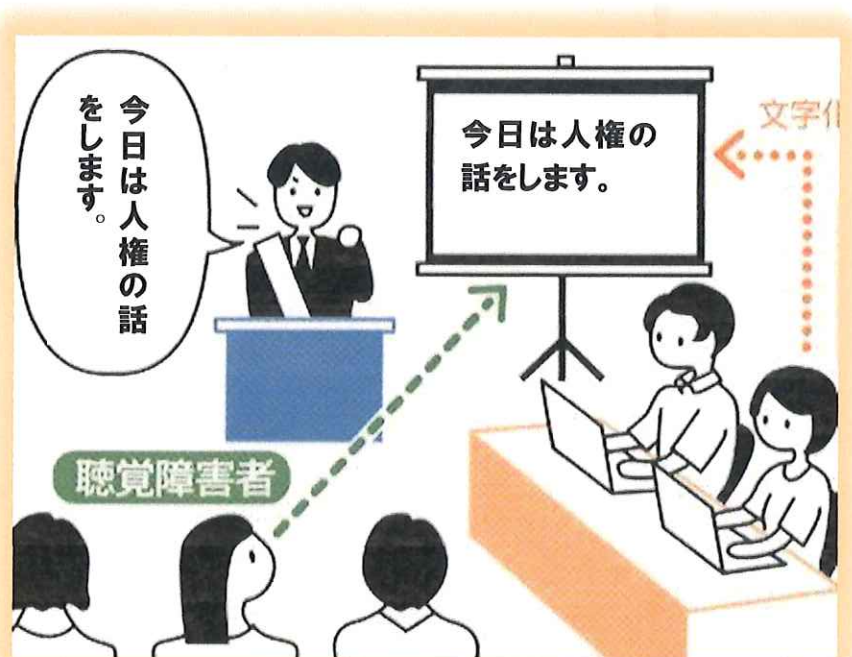 今日は人権の話
をします。
今日は人権の
話をします。
文字化
聴覚障害者